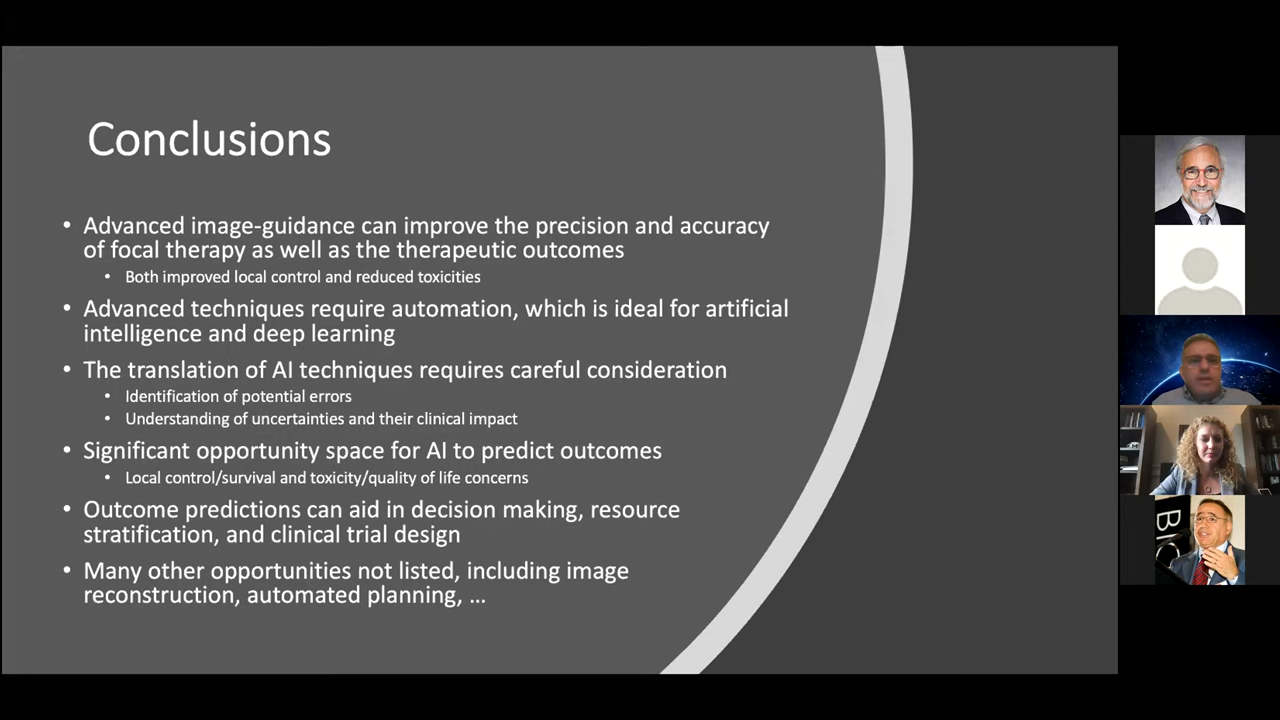 Conclusions
• Advanced image-guidance can improve the precision and accuracy
of focal therapy as well as the therapeutic outcomes
• Both improved local control and reduced toxicities
• Advanced techniques require automation, which is ideal for artificial
intelligence and deep learning
• The translation of AI techniques requires careful consideration
• Identification of potential errors
• Understanding of uncertainties and their clinical impact
• Significant opportunity space for AI to predict outcomes
• Local control/survival and toxicity/quality of life concerns
• Outcome predictions can aid in decision making, resource
stratification, and clinical trial design
• Many other opportunities not listed, including image
reconstruction, automated planning, ...
BIO